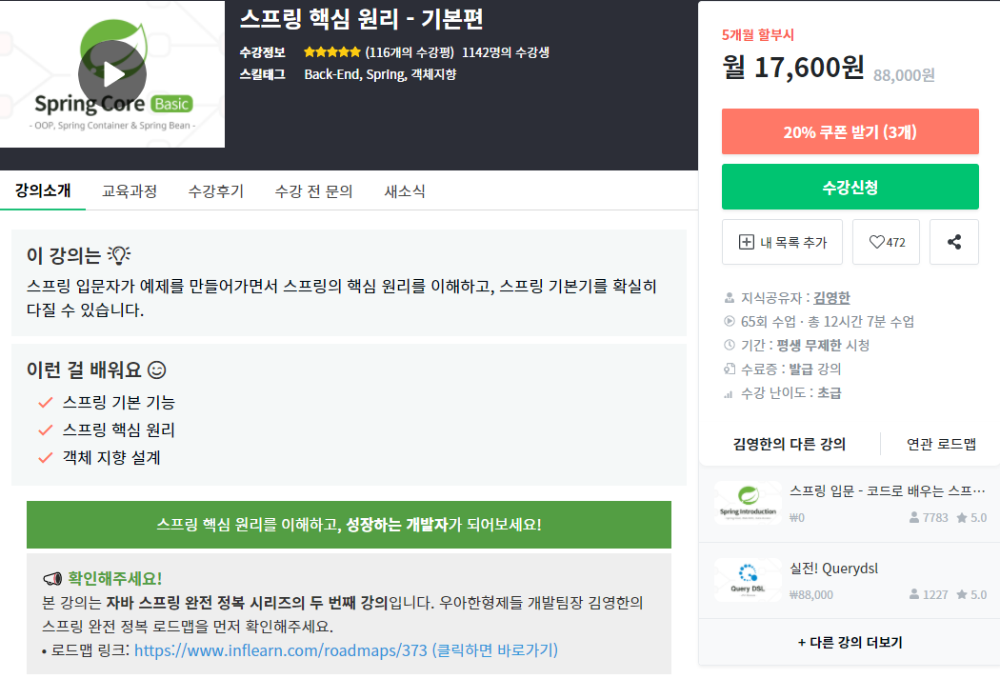 스프링 핵심 원리 - 기본편
수강정보 ★★★★★ (116개의 수강평) 1142명의 수강생
스킬태그 Back-End, Spring, 객체지향
Spring Core Basic
- OOP, Spring Container & Spring Bean -
강의소개 교육과정 수강후기 수강 전 문의 새소식
이 강의는
스프링 입문자가 예제를 만들어가면서 스프링의 핵심 원리를 이해하고, 스프링 기본기를 확실히
다질 수 있습니다.
이런 걸 배워요
스프링 기본 기능
스프링 핵심 원리
객체 지향 설계
스프링 핵심 원리를 이해하고, 성장하는 개발자가 되어보세요!
확인해주세요!
본 강의는 자바 스프링 완전 정복 시리즈의 두 번째 강의입니다. 우아한형제들 개발팀장 김영한의
스프링 완전 정복 로드맵을 먼저 확인해주세요.
• 로드맵 링크: https://www.inflearn.com/roadmaps/373 (클릭하면 바로가기)
5개월 할부시
월 17,600원 88,000원
20% 쿠폰 받기 (3개)
수강신청
내 목록 추가 472
지식공유자 : 김영한
65회 수업 · 총 12시간 7분 수업
기간 : 평생 무제한 시청
수료증 : 발급 강의
수강 난이도 : 초급
김영한의 다른 강의 연관 로드맵
Spring Introduction
스프링 입문 - 코드로 배우는 스프…
₩0 7783 ★ 5.0
Query DSL
실전! Querydsl
₩88,000 1227 ★ 5.0
+ 다른 강의 더보기